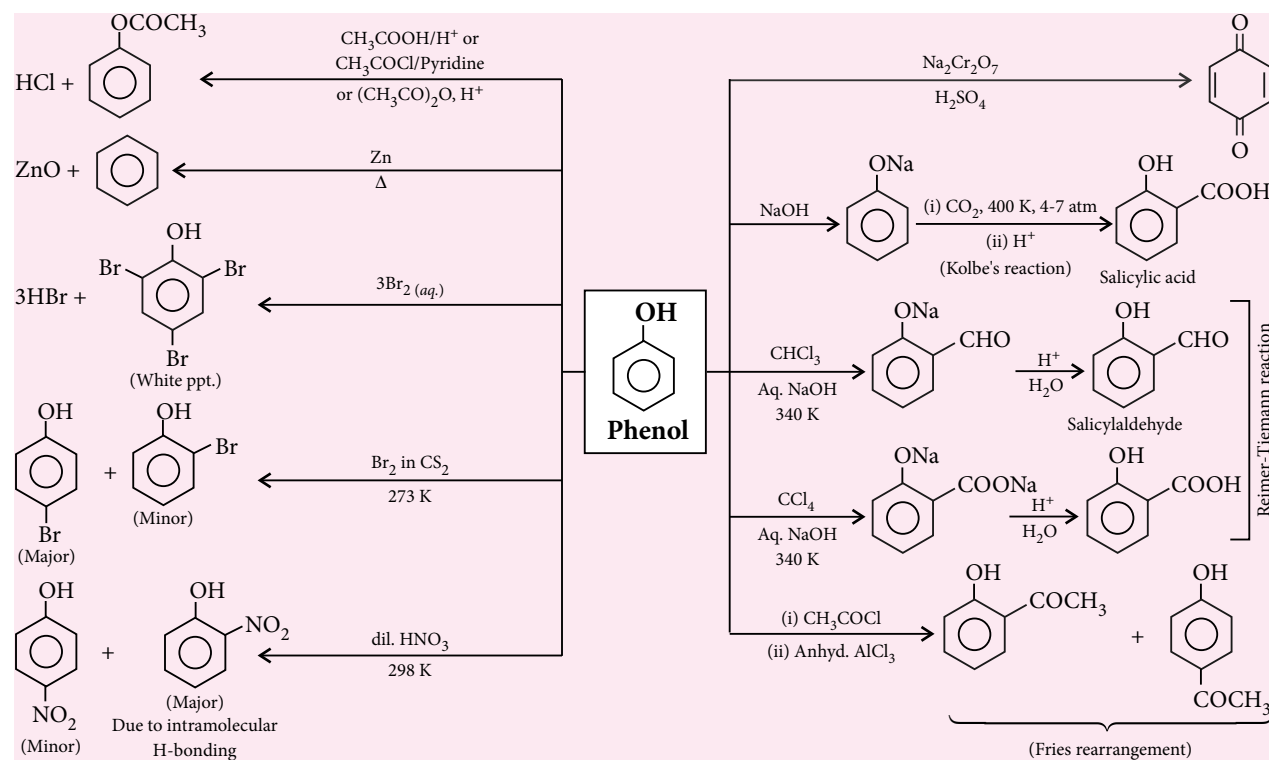 OCOCH₃
HCl +
CH₃COOH/H⁺ or
CH₃COCl/Pyridine
or (CH₃CO)₂O, H⁺
ZnO +
Zn
Δ
OH
Br
Br
3HBr +
Br
(White ppt.)
3Br₂ (aq.)
OH
Br
(Major)
+
OH
Br
(Minor)
Br₂ in CS₂
273 K
OH
NO₂
(Minor)
+
OH
NO₂
(Major)
Due to intramolecular
H-bonding
dil. HNO₃
298 K
OH
Phenol
Na₂Cr₂O₇
H₂SO₄
O
O
NaOH
ONa
(i) CO₂, 400 K, 4-7 atm
(ii) H⁺
(Kolbe's reaction)
OH
COOH
Salicylic acid
CHCl₃
Aq. NaOH
340 K
ONa
CHO
H⁺
H₂O
OH
CHO
Salicylaldehyde
CCl₄
Aq. NaOH
340 K
ONa
COONa
H⁺
H₂O
OH
COOH
Reimer-Tiemann reaction
(i) CH₃COCl
(ii) Anhyd. AlCl₃
OH
COCH₃
+
OH
COCH₃
(Fries rearrangement)